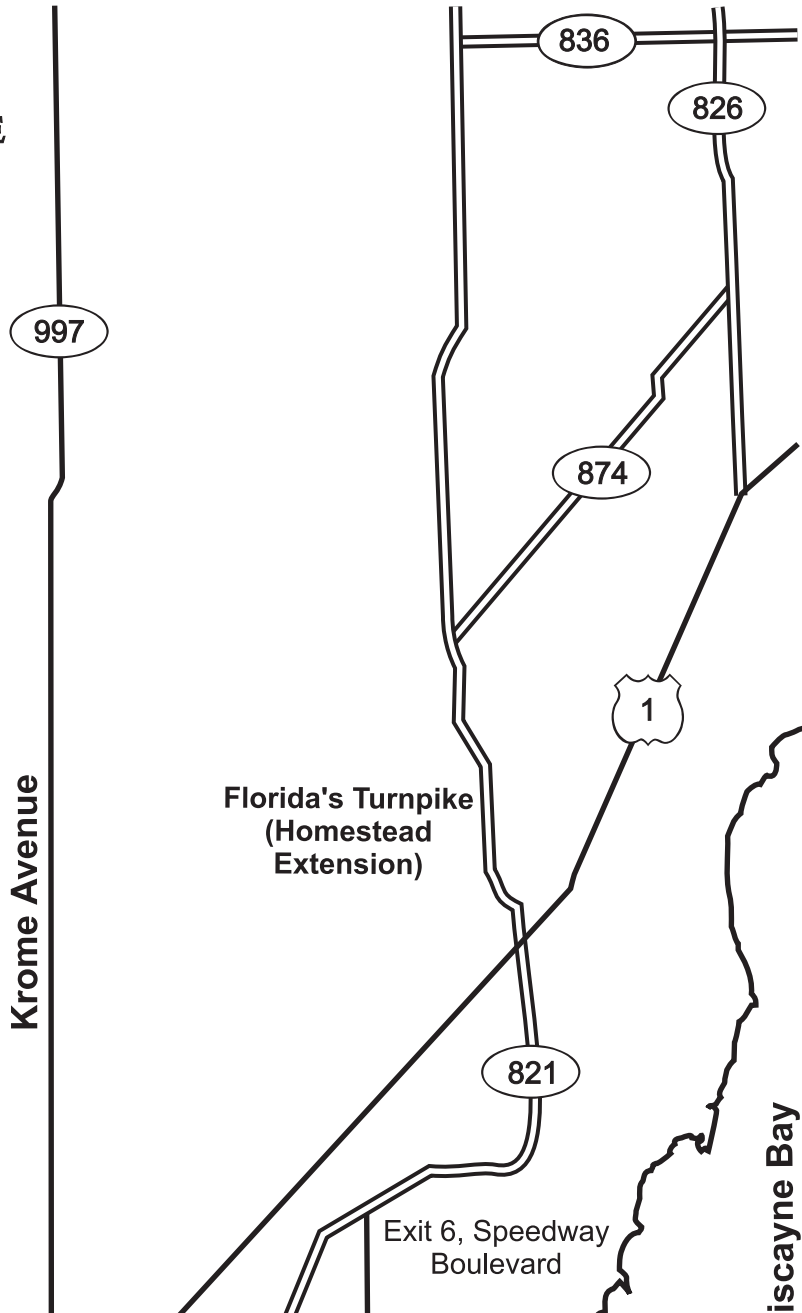 836
826
997
874
1
Florida's Turnpike
(Homestead
Extension)
Krome Avenue
821
iscayne Bay
Exit 6, Speedway
Boulevard